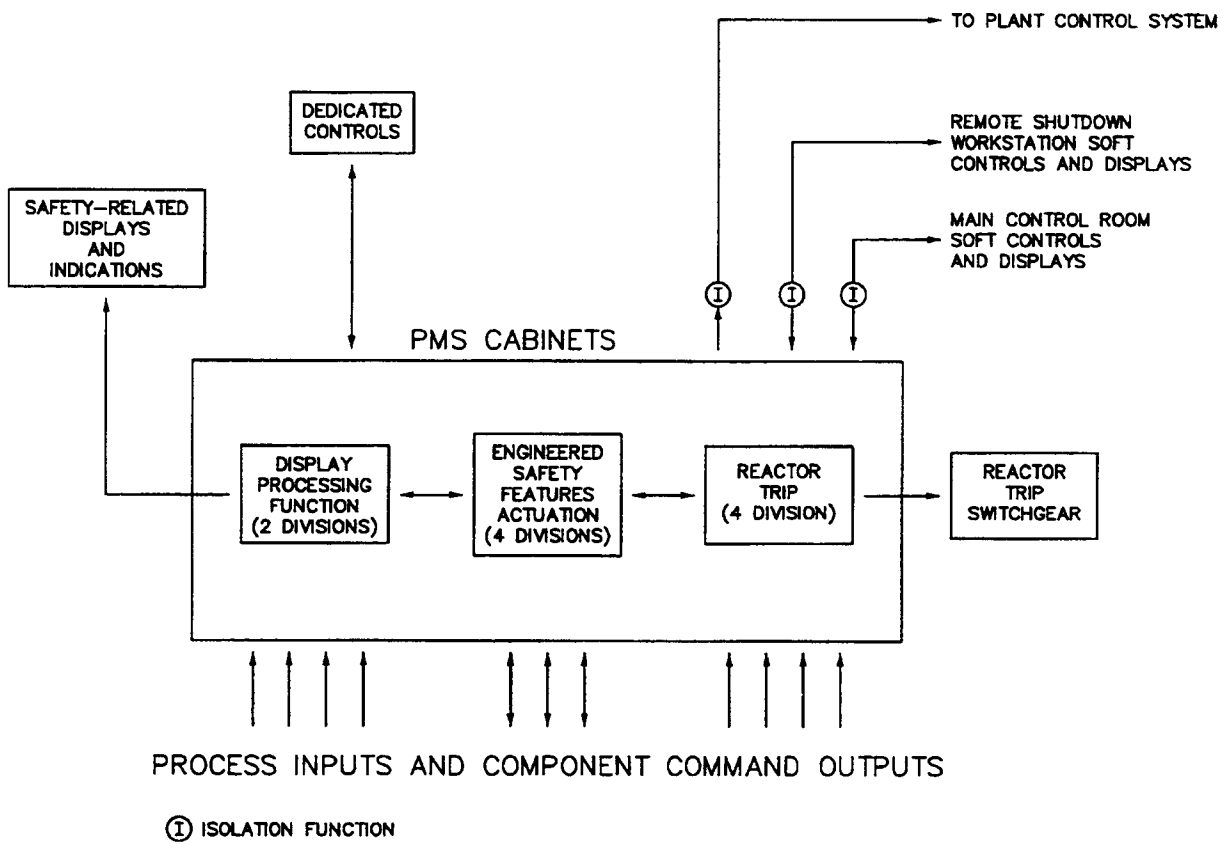 TO PLANT CONTROL SYSTEM
DEDICATED
CONTROLS
REMOTE SHUTDOWN
WORKSTATION SOFT
CONTROLS AND DISPLAYS
SAFETY-RELATED
DISPLAYS
AND
INDICATIONS
MAIN CONTROL ROOM
SOFT CONTROLS
AND DISPLAYS
I
I
I
PMS CABINETS
DISPLAY
PROCESSING
FUNCTION
(2 DIVISIONS)
ENGINEERED
SAFETY
FEATURES
ACTUATION
(4 DIVISIONS)
REACTOR
TRIP
(4 DIVISION)
REACTOR
TRIP
SWITCHGEAR
PROCESS INPUTS AND COMPONENT COMMAND OUTPUTS
I ISOLATION FUNCTION